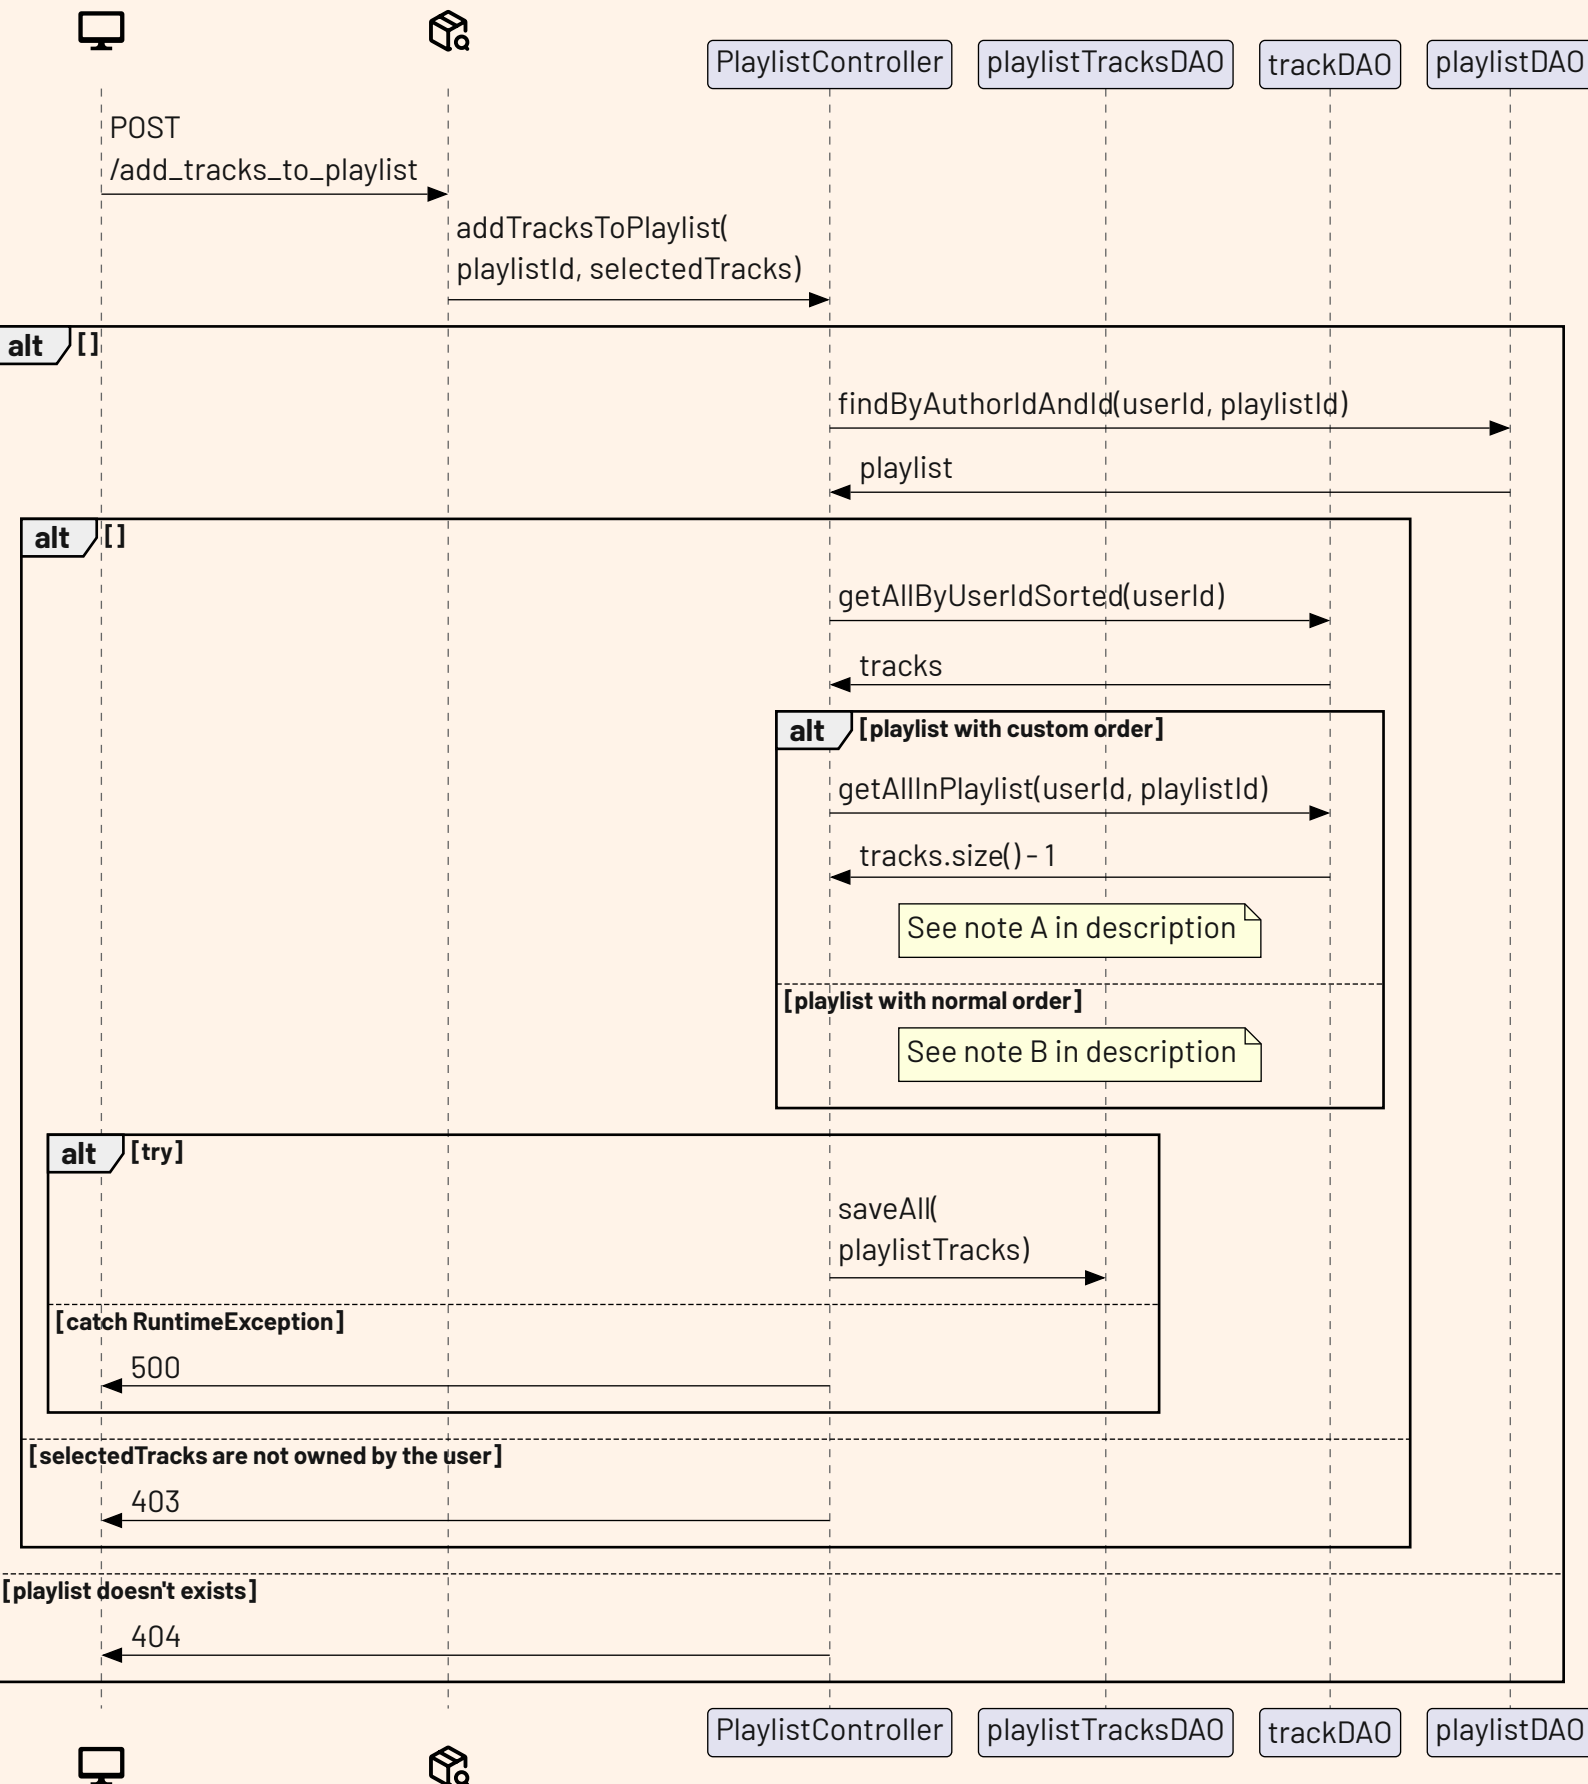 PlaylistController
playlistTracksDAO
trackDAO
playlistDAO
POST
/add_tracks_to_playlist
addTracksToPlaylist(
playlistId, selectedTracks)
alt []
findByAuthorIdAndId(userId, playlistId)
playlist
alt []
getAllByUserIdSorted(userId)
tracks
alt [playlist with custom order]
getAllInPlaylist(userId, playlistId)
tracks.size() - 1
See note A in description
[playlist with normal order]
See note B in description
alt [try]
saveAll(
playlistTracks)
[catch RuntimeException]
500
[selectedTracks are not owned by the user]
403
[playlist doesn't exists]
404
PlaylistController
playlistTracksDAO
trackDAO
playlistDAO